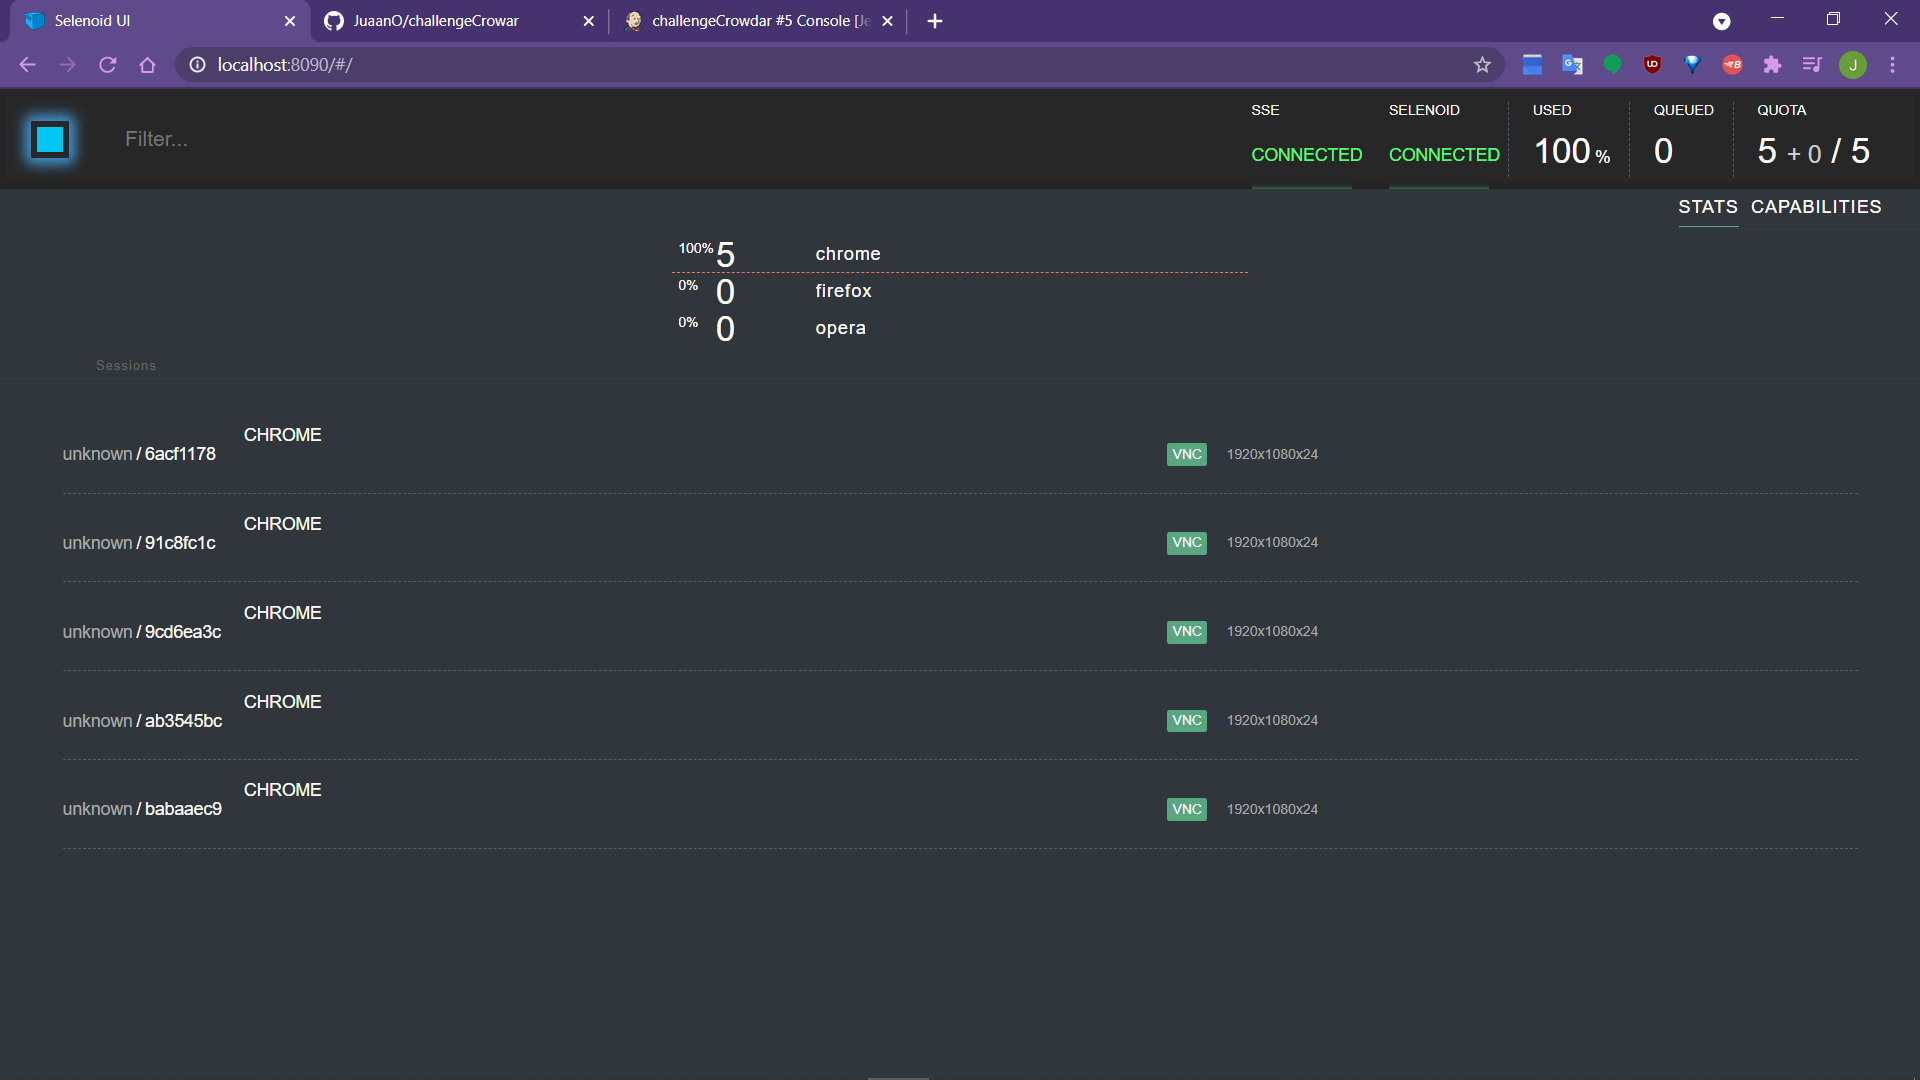 Selenoid UI
JuaanO/challengeCrowar
challengeCrowdar #5 Console [Je
localhost:8090/#/
J
Filter...
SSE
CONNECTED
SELENOID
CONNECTED
USED
100 %
QUEUED
0
QUOTA
5 + 0 / 5
STATS CAPABILITIES
100% 5 chrome
0% 0 firefox
0% 0 opera
Sessions
CHROME
unknown / 6acf1178 VNC 1920x1080x24
CHROME
unknown / 91c8fc1c VNC 1920x1080x24
CHROME
unknown / 9cd6ea3c VNC 1920x1080x24
CHROME
unknown / ab3545bc VNC 1920x1080x24
CHROME
unknown / babaaec9 VNC 1920x1080x24